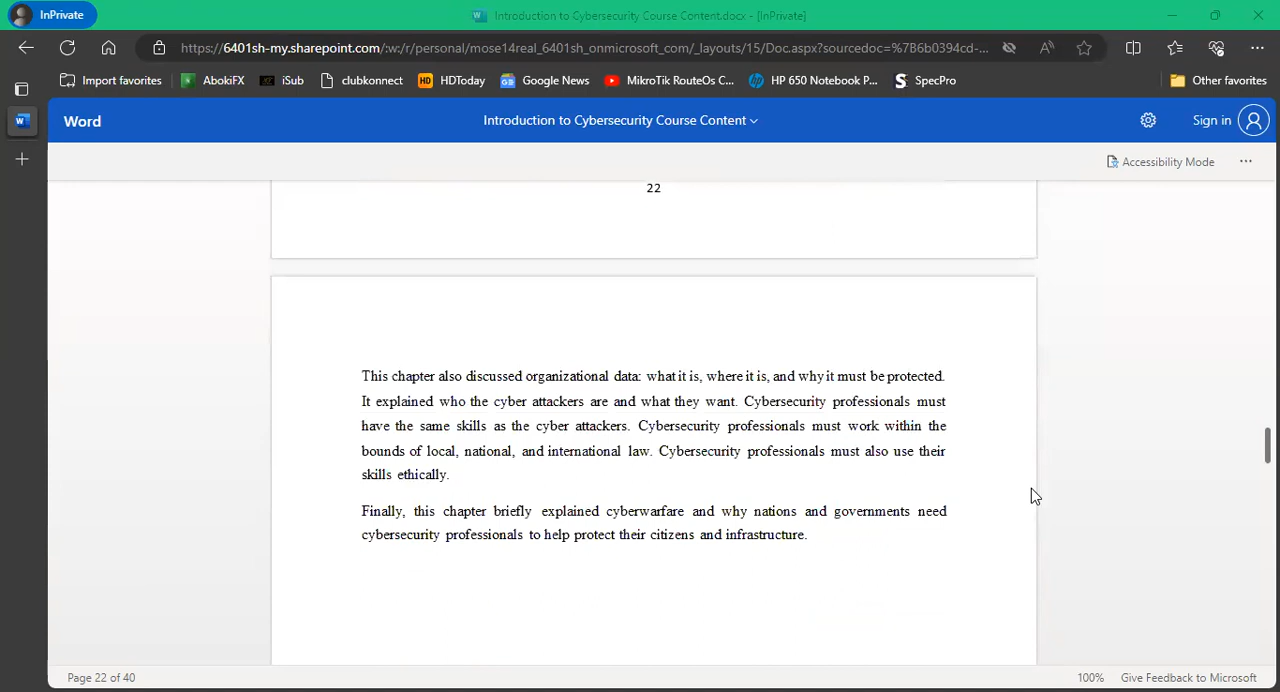 InPrivate
Introduction to Cybersecurity Course Content.docx - [InPrivate]
https://6401sh-my.sharepoint.com/:w:/r/personal/mose14real_6401sh_onmicrosoft_com/_layouts/15/Doc.aspx?sourcedoc=%7B6b0394cd-...
Import favorites
AbokiFX
iSub
clubkonnect
HDToday
Google News
MikroTik RouteOs C...
HP 650 Notebook P...
SpecPro
Other favorites
Word
Introduction to Cybersecurity Course Content
Sign in
Accessibility Mode
22
This chapter also discussed organizational data: what it is, where it is, and why it must be protected.
It explained who the cyber attackers are and what they want. Cybersecurity professionals must
have the same skills as the cyber attackers. Cybersecurity professionals must work within the
bounds of local, national, and international law. Cybersecurity professionals must also use their
skills ethically.
Finally, this chapter briefly explained cyberwarfare and why nations and governments need
cybersecurity professionals to help protect their citizens and infrastructure.
Page 22 of 40
100%
Give Feedback to Microsoft